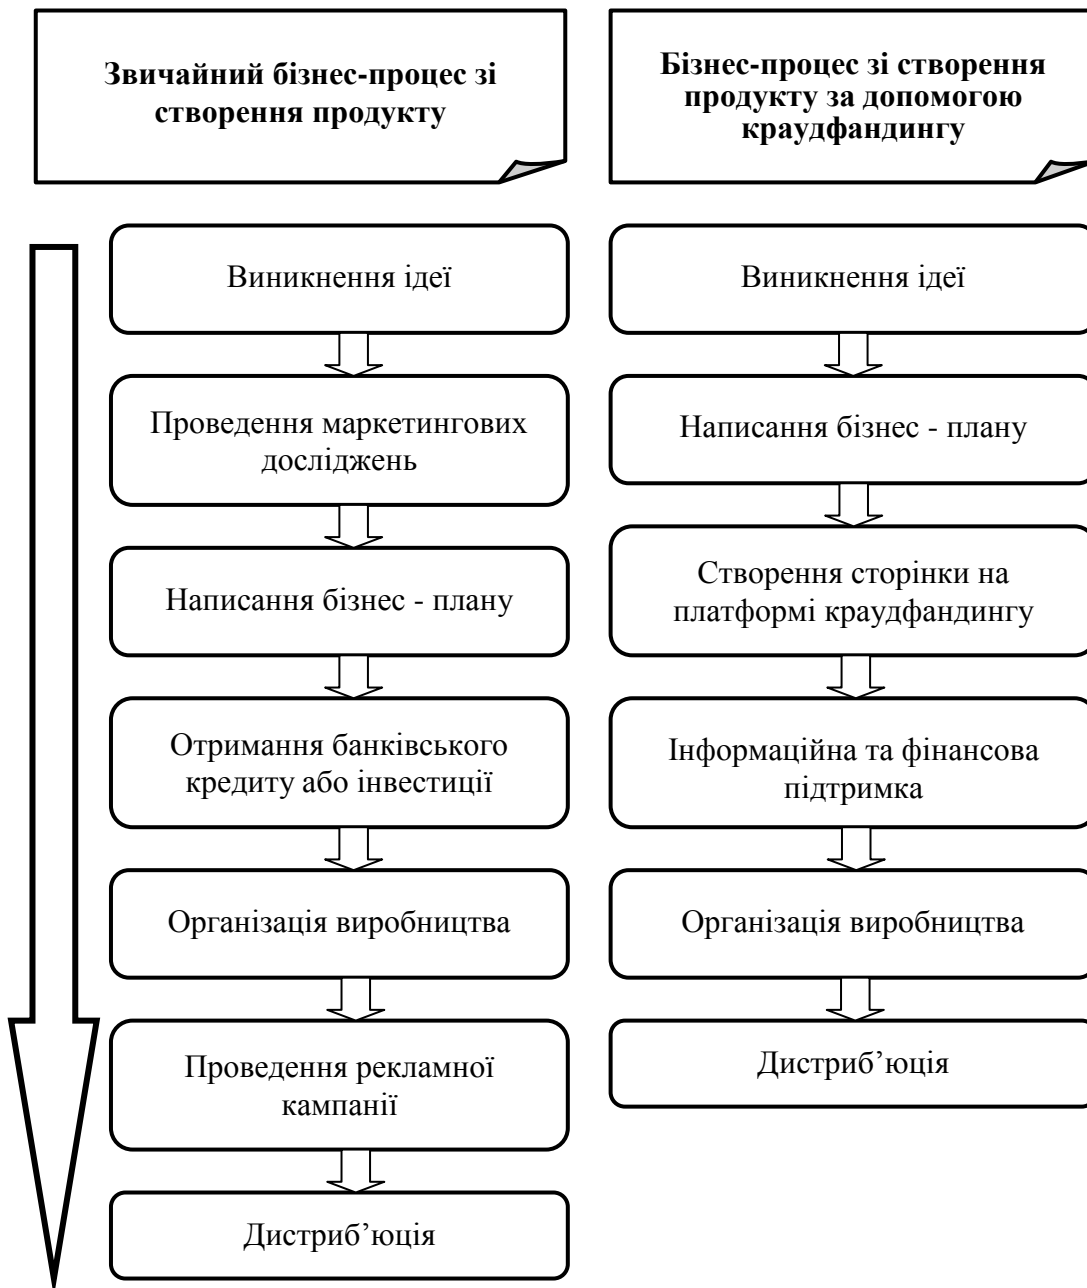 Звичайний бізнес-процес зі
створення продукту
Бізнес-процес зі створення
продукту за допомогою
краудфандингу
Виникнення ідеї
Проведення маркетингових
досліджень
Написання бізнес - плану
Отримання банківського
кредиту або інвестиції
Організація виробництва
Проведення рекламної
кампанії
Дистриб’юція
Виникнення ідеї
Написання бізнес - плану
Створення сторінки на
платформі краудфандингу
Інформаційна та фінансова
підтримка
Організація виробництва
Дистриб’юція